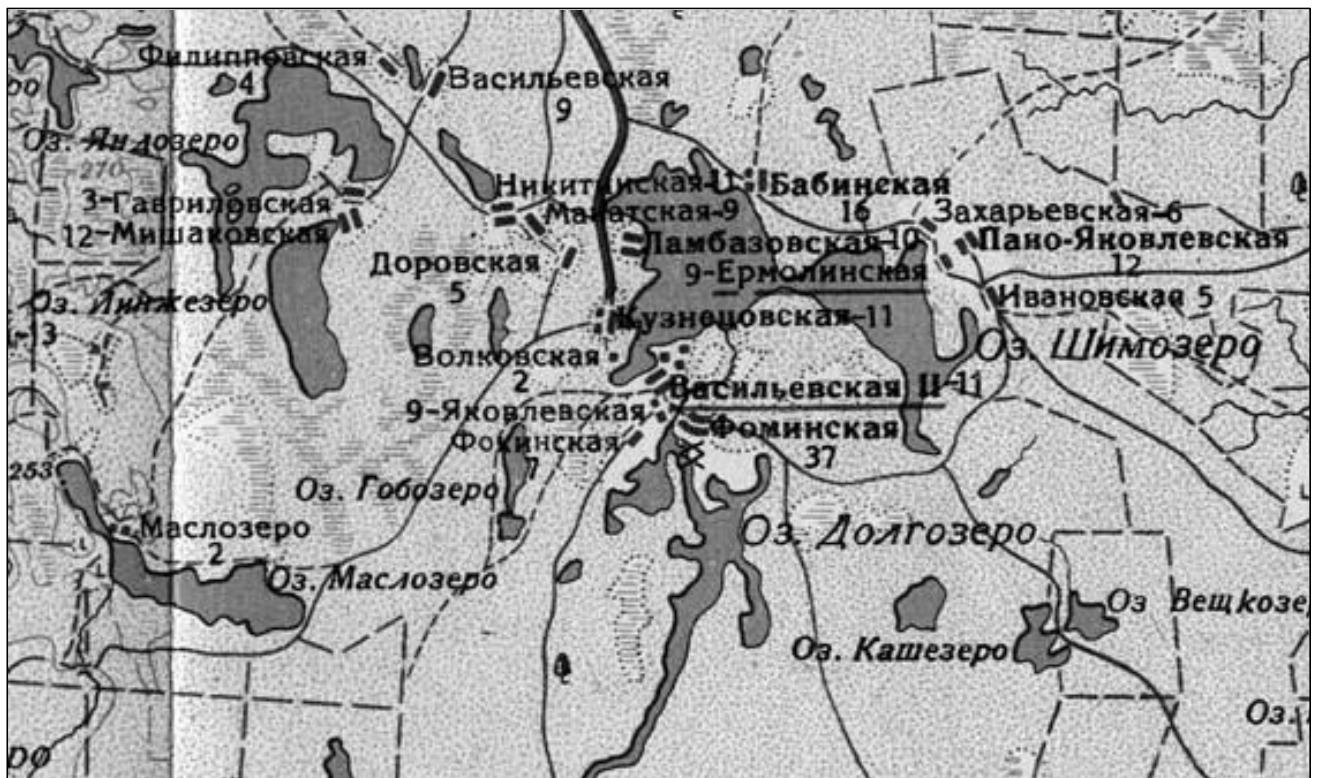 Филипповская
4
Васильевская
9
Оз. Яндозеро
270
Никитинская-11
Бабинская
16
3-Гавриловская
Манатская-9
Захарьевская-6
12-Мишаковская
Ламбазовская-10
Пано-Яковлевская
12
Доровская
5
9-Ермолинская
Оз. Линжезеро
Ивановская 5
-13
Кузнецовская-11
Оз. Шимозеро
Волковская
2
Васильевская II-11
9-Яковлевская
Фоминская
37
Фокинская
7
253
Оз. Гобозеро
Маслозеро
2
Оз. Долгозеро
Оз. Маслозеро
Оз Вещкозе
Оз. Кашезеро
Оз.
ро